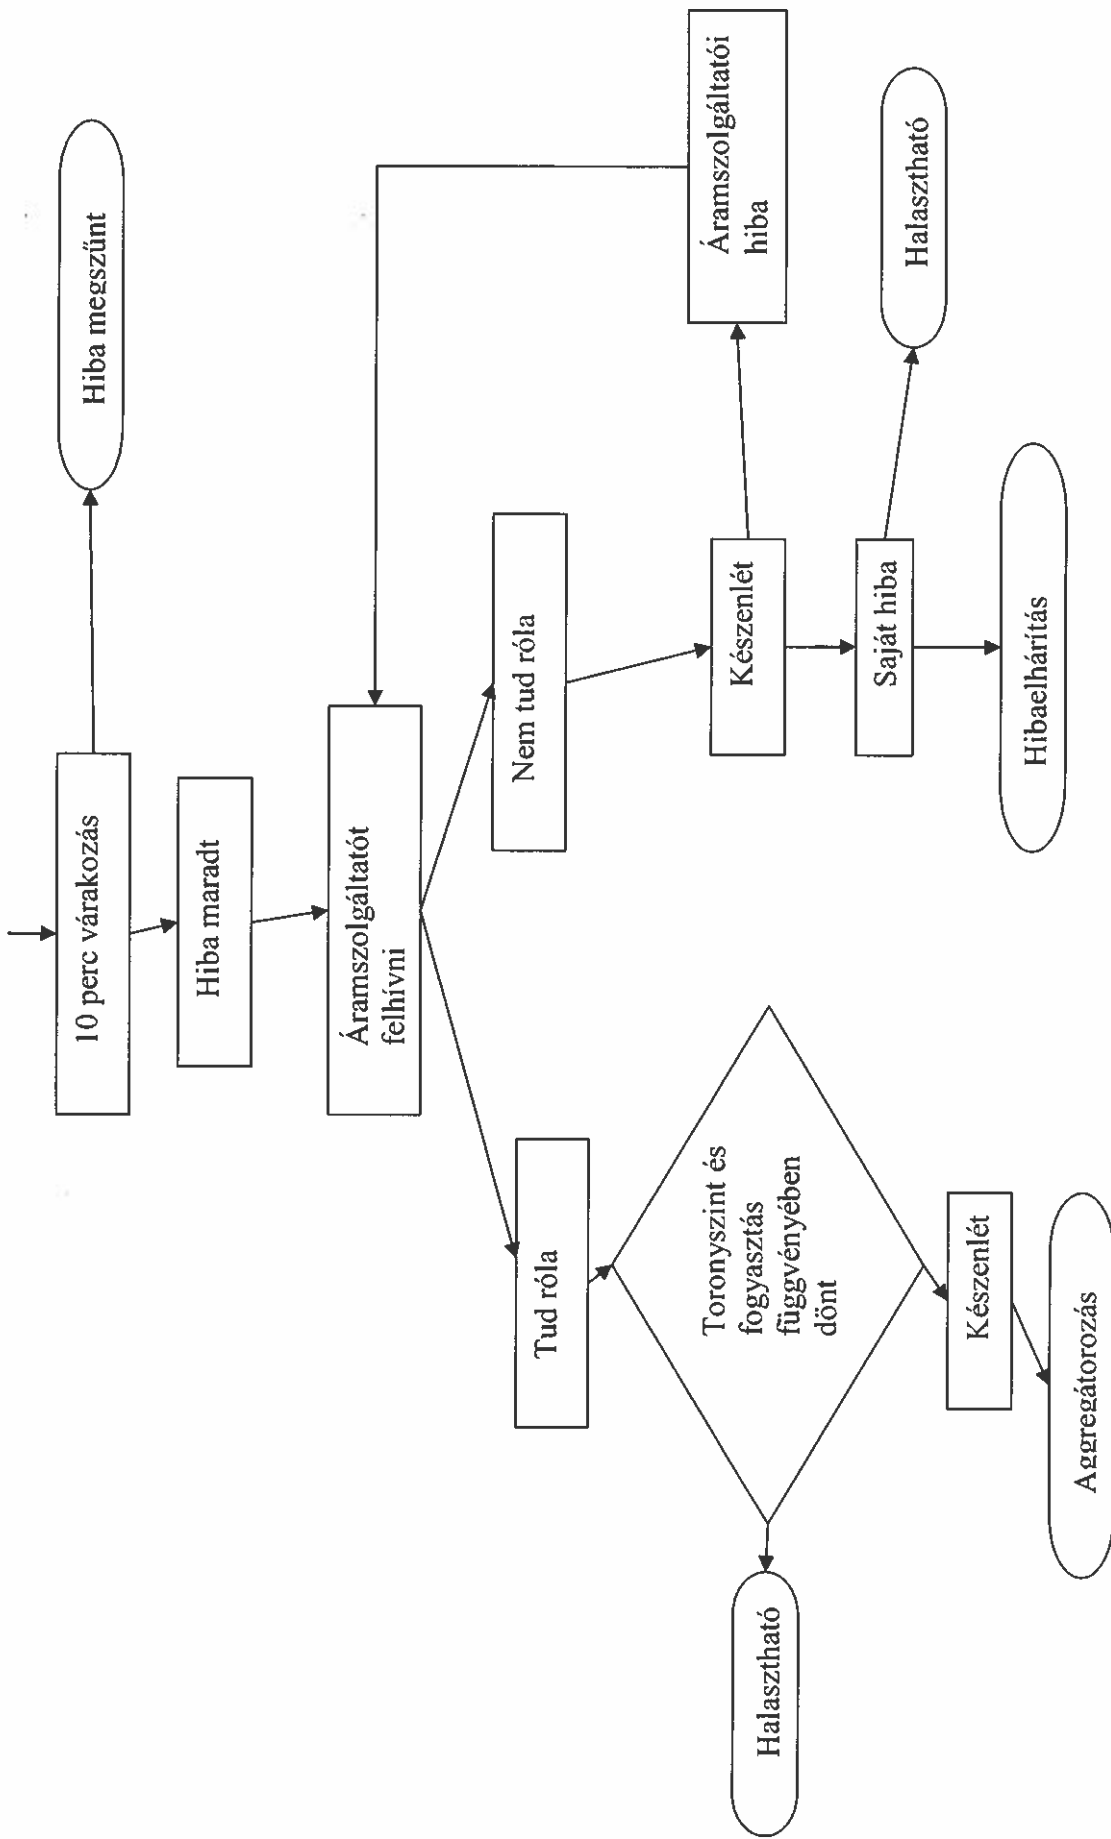 10 perc várakozás
Hiba megszűnt
Hiba maradt
Áramszolgáltatót
felhívni
Tud róla
Nem tud róla
Toronyszint és
fogyasztás
függvényében
dönt
Halasztható
Készenlét
Aggregátorozás
Készenlét
Áramszolgáltatói
hiba
Saját hiba
Halasztható
Hibaelhárítás